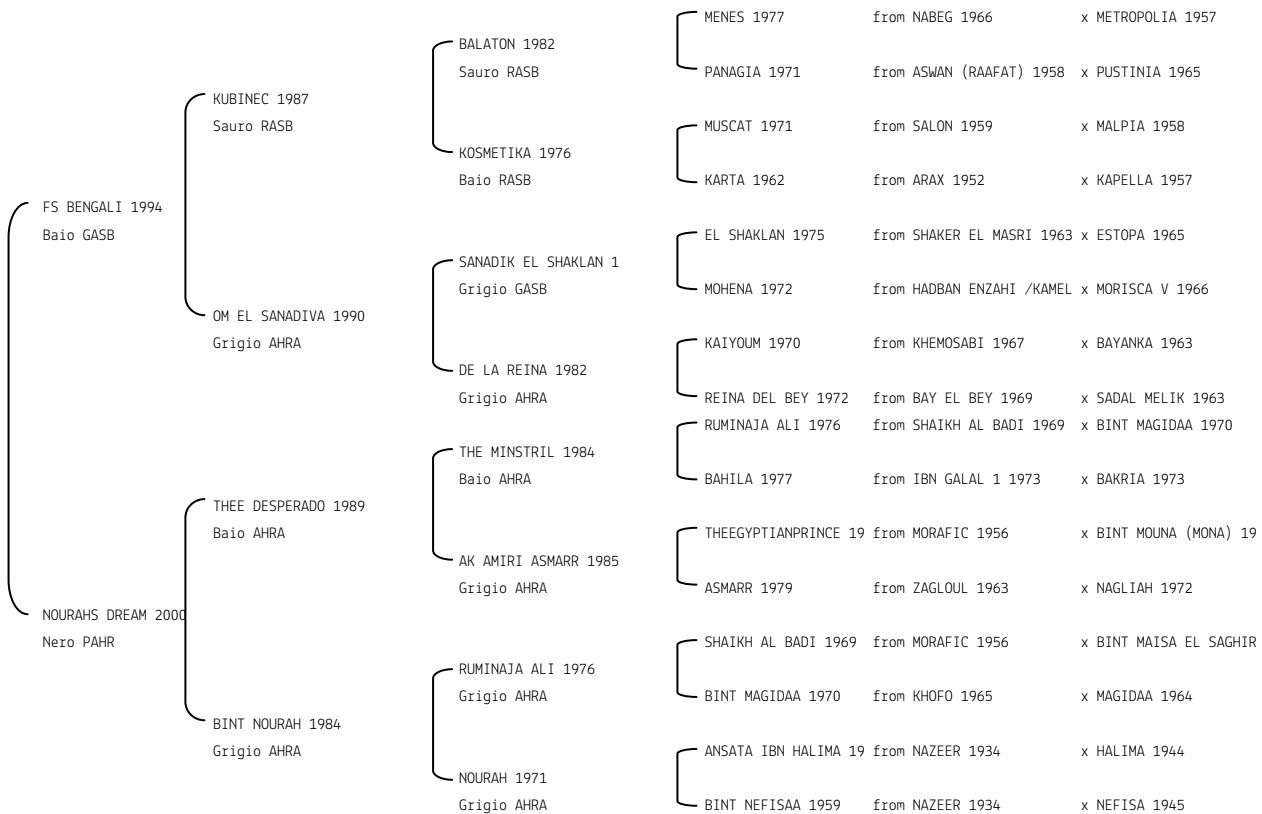 MENES 1977 from NABEG 1966 x METROPOLIA 1957
BALATON 1982
Sauro RASB
PANAGIA 1971 from ASWAN (RAAFAT) 1958 x PUSTINIA 1965
KUBINEC 1987
Sauro RASB
MUSCAT 1971 from SALON 1959 x MALPIA 1958
KOSMETIKA 1976
Baio RASB
KARTA 1962 from ARAX 1952 x KAPELLA 1957
FS BENGALI 1994
Baio GASB
EL SHAKLAN 1975 from SHAKER EL MASRI 1963 x ESTOPA 1965
SANADIK EL SHAKLAN 1
Grigio GASB
MOHENA 1972 from HADBAN ENZAHI /KAMEL x MORISCA V 1966
OM EL SANADIVA 1990
Grigio AHRA
KAIYOUM 1970 from KHEMOSABI 1967 x BAYANKA 1963
DE LA REINA 1982
Grigio AHRA
REINA DEL BEY 1972 from BAY EL BEY 1969 x SADAL MELIK 1963
RUMINAJA ALI 1976 from SHAIKH AL BADI 1969 x BINT MAGIDAA 1970
THE MINSTRIL 1984
Baio AHRA
BAHILA 1977 from IBN GALAL 1 1973 x BAKRIA 1973
THEE DESPERADO 1989
Baio AHRA
THEEGYPTIANPRINCE 19 from MORAFIC 1956 x BINT MOUNA (MONA) 19
AK AMIRI ASMARR 1985
Grigio AHRA
ASMARR 1979 from ZAGLOUL 1963 x NAGLIAH 1972
NOURAHS DREAM 2000
Nero PAHR
SHAIKH AL BADI 1969 from MORAFIC 1956 x BINT MAISA EL SAGHIR
RUMINAJA ALI 1976
Grigio AHRA
BINT MAGIDAA 1970 from KHOFO 1965 x MAGIDAA 1964
BINT NOURAH 1984
Grigio AHRA
ANSATA IBN HALIMA 19 from NAZEER 1934 x HALIMA 1944
NOURAH 1971
Grigio AHRA
BINT NEFISAA 1959 from NAZEER 1934 x NEFISA 1945